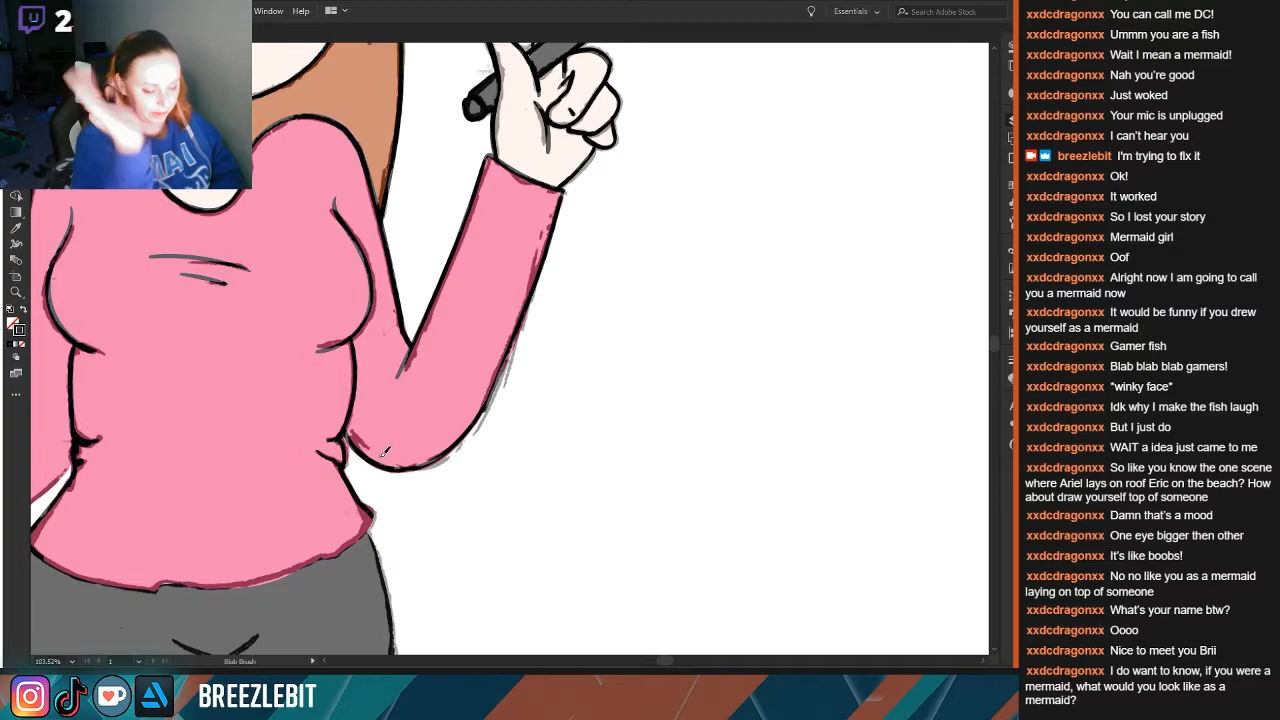 2
Window Help
Essentials
Search Adobe Stock
MAI
103.52%
1
Blob Brush
BREEZLEBIT
xxdcdragonxx You can call me DC!
xxdcdragonxx Ummm you are a fish
xxdcdragonxx Wait I mean a mermaid!
xxdcdragonxx Nah you're good
xxdcdragonxx Just woked
xxdcdragonxx Your mic is unplugged
xxdcdragonxx I can't hear you
breezlebit I'm trying to fix it
xxdcdragonxx Ok!
xxdcdragonxx It worked
xxdcdragonxx So I lost your story
xxdcdragonxx Mermaid girl
xxdcdragonxx Oof
xxdcdragonxx Alright now I am going to call
you a mermaid now
xxdcdragonxx It would be funny if you drew
yourself as a mermaid
xxdcdragonxx Gamer fish
xxdcdragonxx Blab blab blab gamers!
xxdcdragonxx *winky face*
xxdcdragonxx Idk why I make the fish laugh
xxdcdragonxx But I just do
xxdcdragonxx WAIT a idea just came to me
xxdcdragonxx So like you know the one scene
where Ariel lays on roof Eric on the beach? How
about draw yourself top of someone
xxdcdragonxx Damn that's a mood
xxdcdragonxx One eye bigger then other
xxdcdragonxx It's like boobs!
xxdcdragonxx No no like you as a mermaid
laying on top of someone
xxdcdragonxx What's your name btw?
xxdcdragonxx Oooo
xxdcdragonxx Nice to meet you Brii
xxdcdragonxx I do want to know, if you were a
mermaid, what would you look like as a
mermaid?